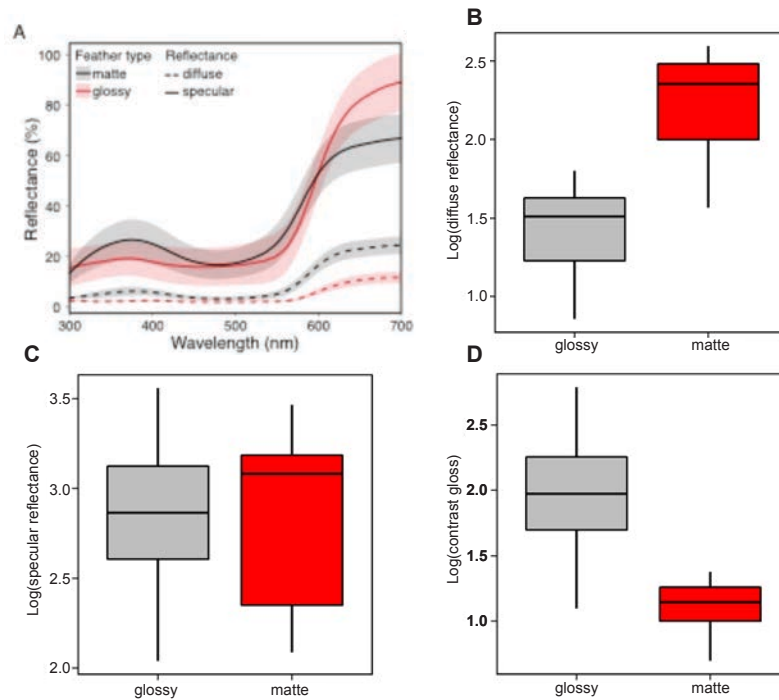 A
Feather type
matte
glossy
Reflectance
diffuse
specular
Reflectance (%)
100
80
60
40
20
0
300
400
500
600
700
Wavelength (nm)
B
Log(diffuse reflectance)
2.5
2.0
1.5
1.0
glossy
matte
C
Log(specular reflectance)
3.5
3.0
2.5
2.0
glossy
matte
D
Log(contrast gloss)
2.5
2.0
1.5
1.0
glossy
matte